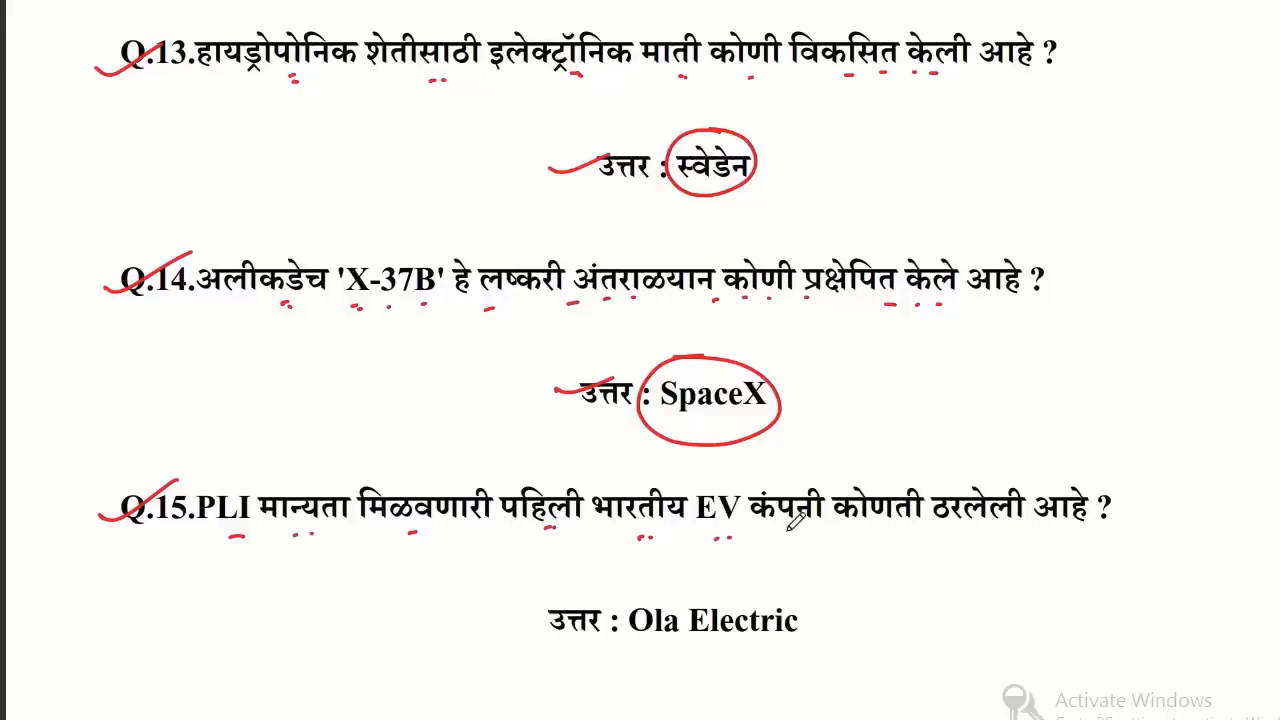 Q.13.हायड्रोपोनिक शेतीसाठी इलेक्ट्रॉनिक माती कोणी विकसित केली आहे ?
उत्तर : स्वेडेन
Q.14.अलीकडेच 'X-37B' हे लष्करी अंतराळयान कोणी प्रक्षेपित केले आहे ?
उत्तर : SpaceX
Q.15.PLI मान्यता मिळवणारी पहिली भारतीय EV कंपनी कोणती ठरलेली आहे ?
उत्तर : Ola Electric
Activate Windows